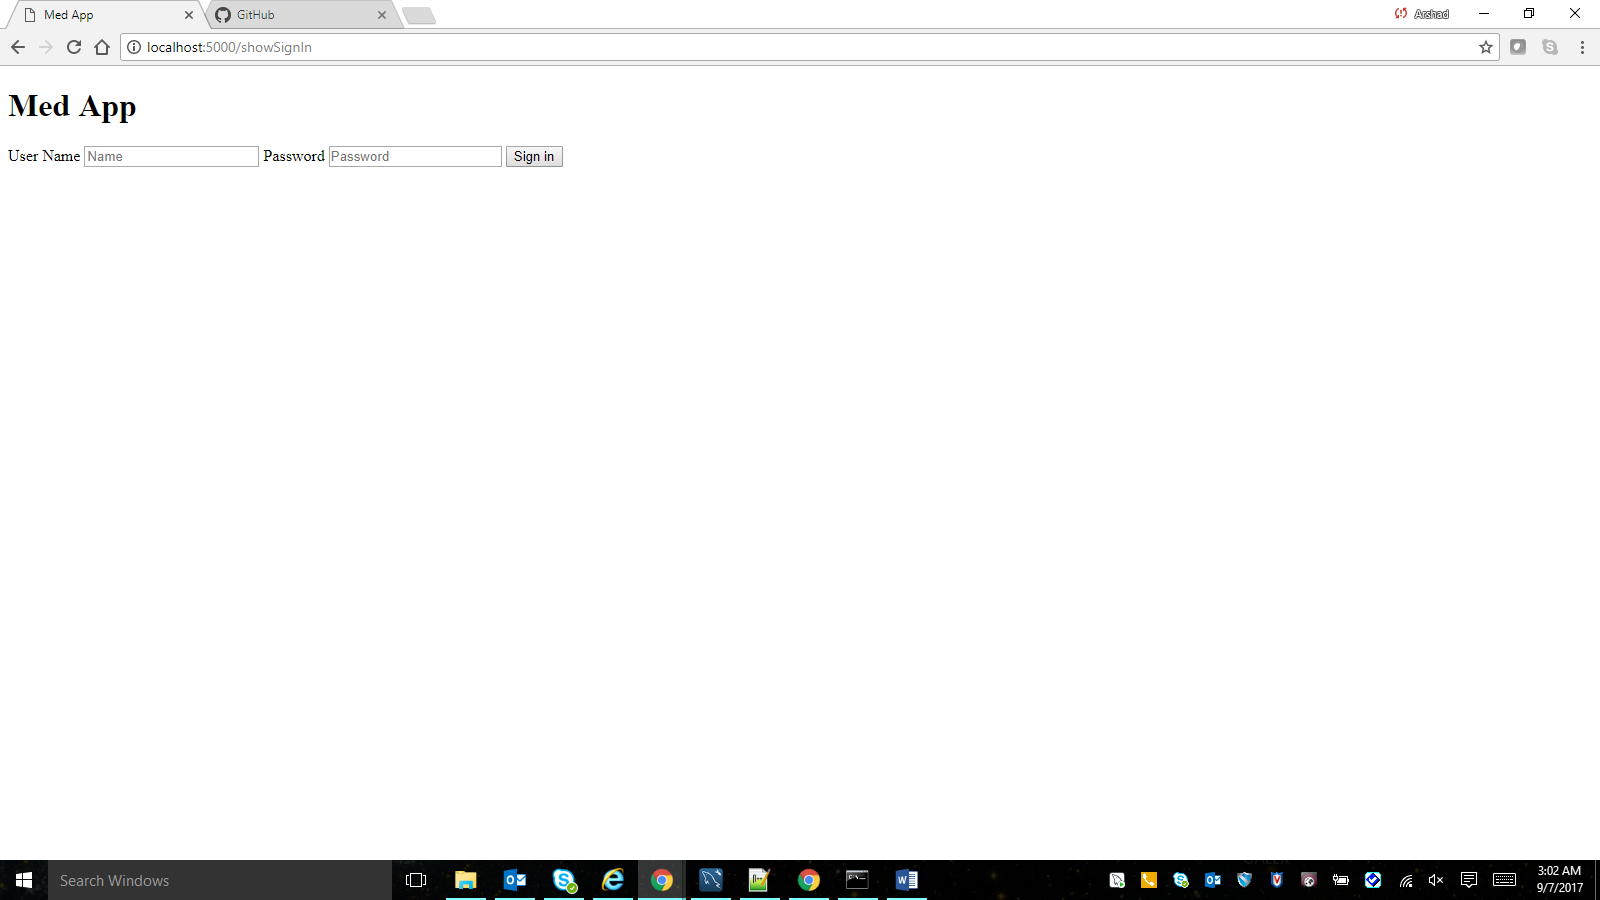 Med App
GitHub
Arshad
localhost:5000/showSignIn
Med App
User Name Name Password Password Sign in
Search Windows
3:02 AM
9/7/2017